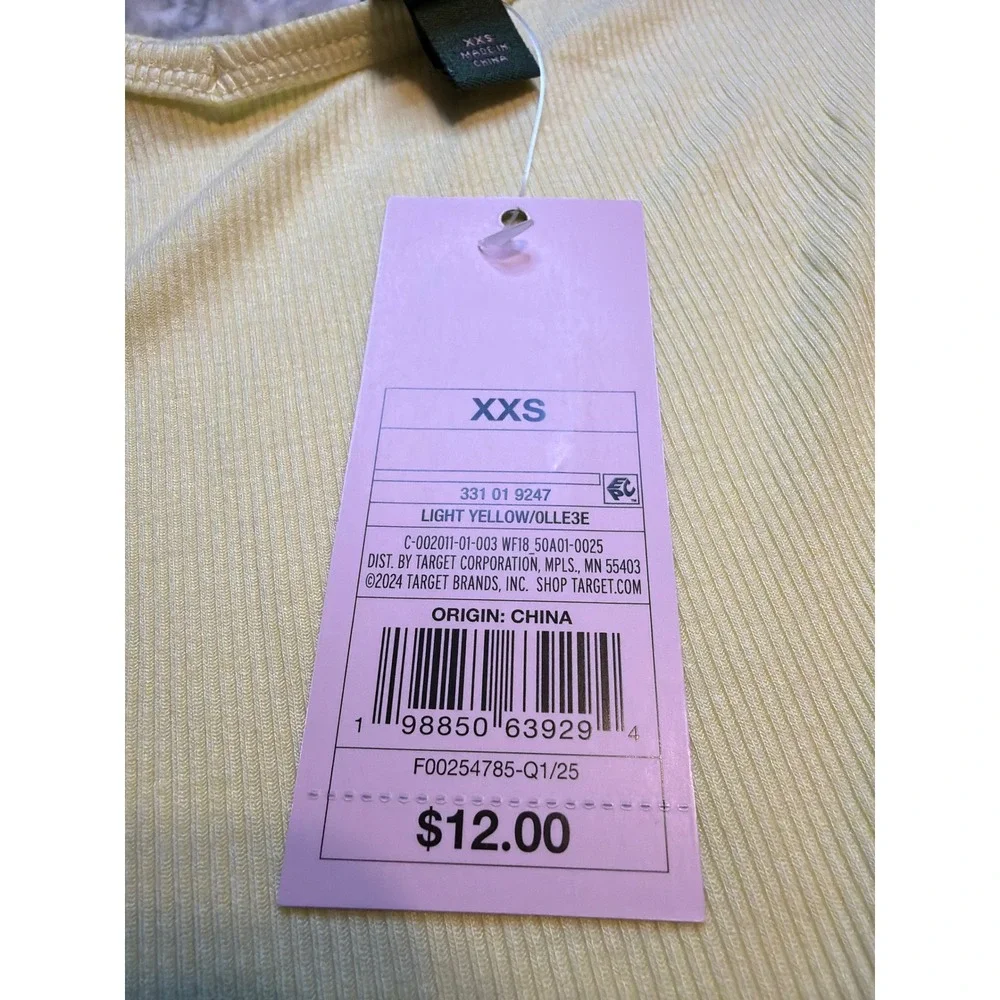 XXS
MADE IN
CHINA
XXS
EPC
™
331 01 9247
LIGHT YELLOW/0LLE3E
C-002011-01-003 WF18_50A01-0025
DIST. BY TARGET CORPORATION, MPLS., MN 55403
©2024 TARGET BRANDS, INC. SHOP TARGET.COM
ORIGIN: CHINA
1 98850 63929 4
F00254785-Q1/25
$12.00